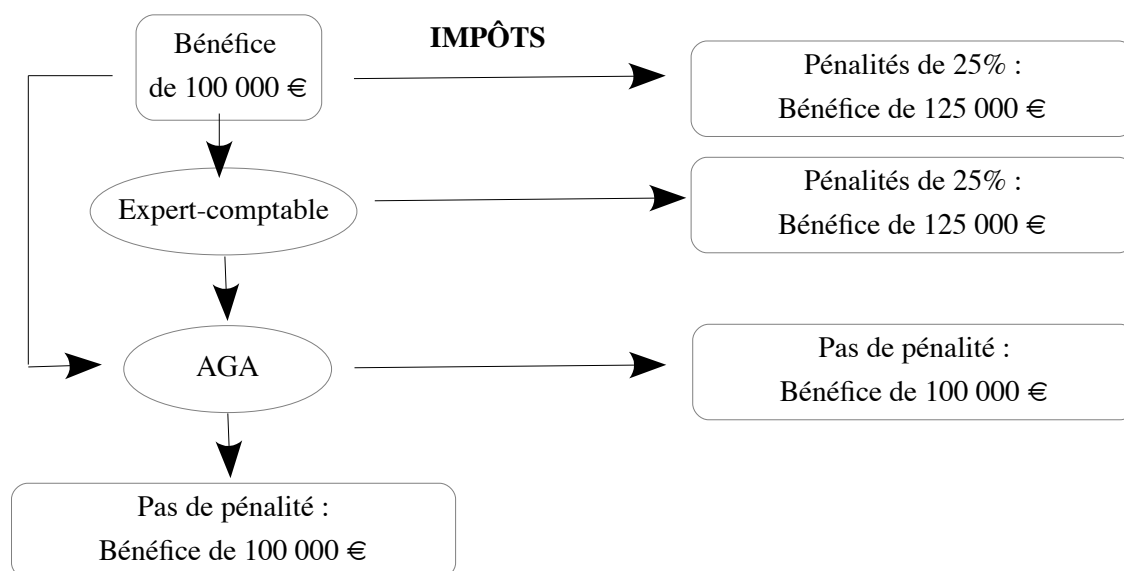 Bénéfice
de 100 000 €
IMPÔTS
Pénalités de 25% :
Bénéfice de 125 000 €
Expert-comptable
Pénalités de 25% :
Bénéfice de 125 000 €
AGA
Pas de pénalité :
Bénéfice de 100 000 €
Pas de pénalité :
Bénéfice de 100 000 €